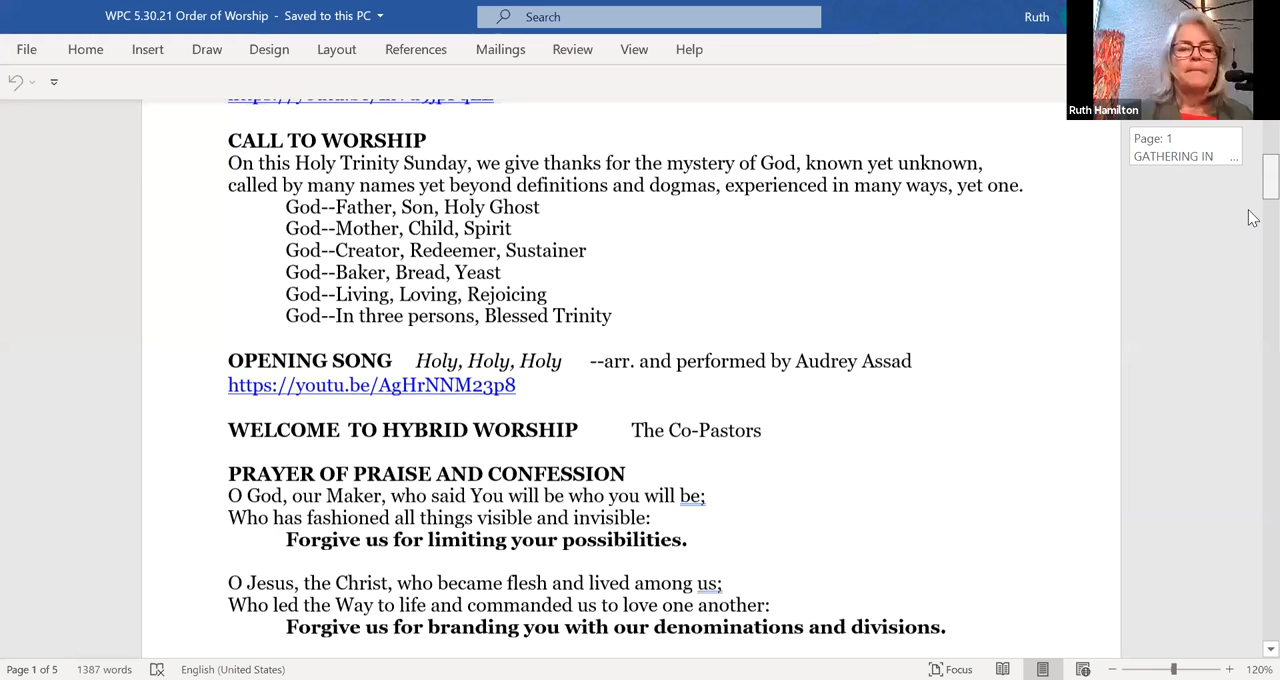 WPC 5.30.21 Order of Worship - Saved to this PC
Search
Ruth
File Home Insert Draw Design Layout References Mailings Review View Help
Ruth Hamilton
Page: 1
GATHERING IN ...
CALL TO WORSHIP
On this Holy Trinity Sunday, we give thanks for the mystery of God, known yet unknown,
called by many names yet beyond definitions and dogmas, experienced in many ways, yet one.
God--Father, Son, Holy Ghost
God--Mother, Child, Spirit
God--Creator, Redeemer, Sustainer
God--Baker, Bread, Yeast
God--Living, Loving, Rejoicing
God--In three persons, Blessed Trinity
OPENING SONG Holy, Holy, Holy --arr. and performed by Audrey Assad
https://youtu.be/AgHrNNM23p8
WELCOME TO HYBRID WORSHIP The Co-Pastors
PRAYER OF PRAISE AND CONFESSION
O God, our Maker, who said You will be who you will be;
Who has fashioned all things visible and invisible:
Forgive us for limiting your possibilities.
O Jesus, the Christ, who became flesh and lived among us;
Who led the Way to life and commanded us to love one another:
Forgive us for branding you with our denominations and divisions.
Page 1 of 5 1387 words English (United States) Focus 120%